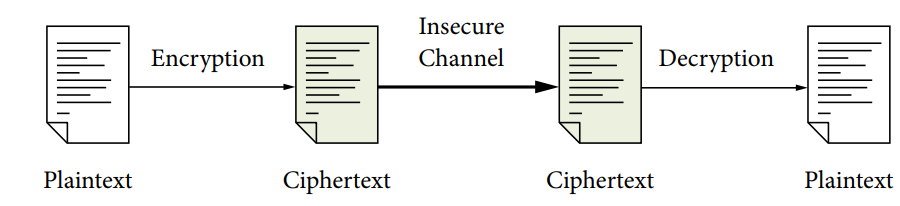 Encryption
Insecure
Channel
Decryption
Plaintext
Ciphertext
Ciphertext
Plaintext